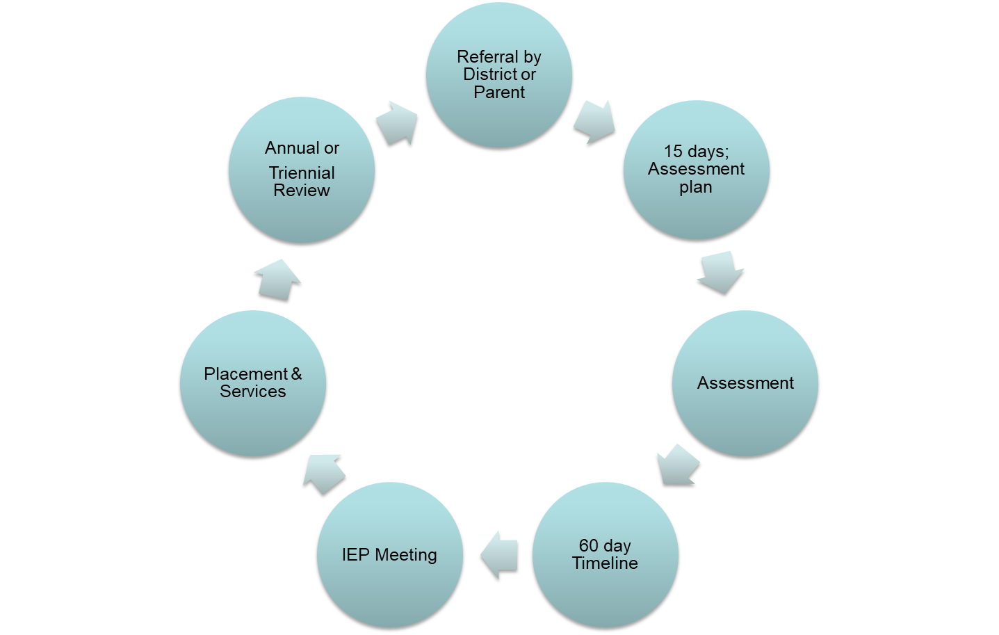 Referral by
District or
Parent
15 days;
Assessment
plan
Assessment
60 day
Timeline
IEP Meeting
Placement &
Services
Annual or
Triennial
Review